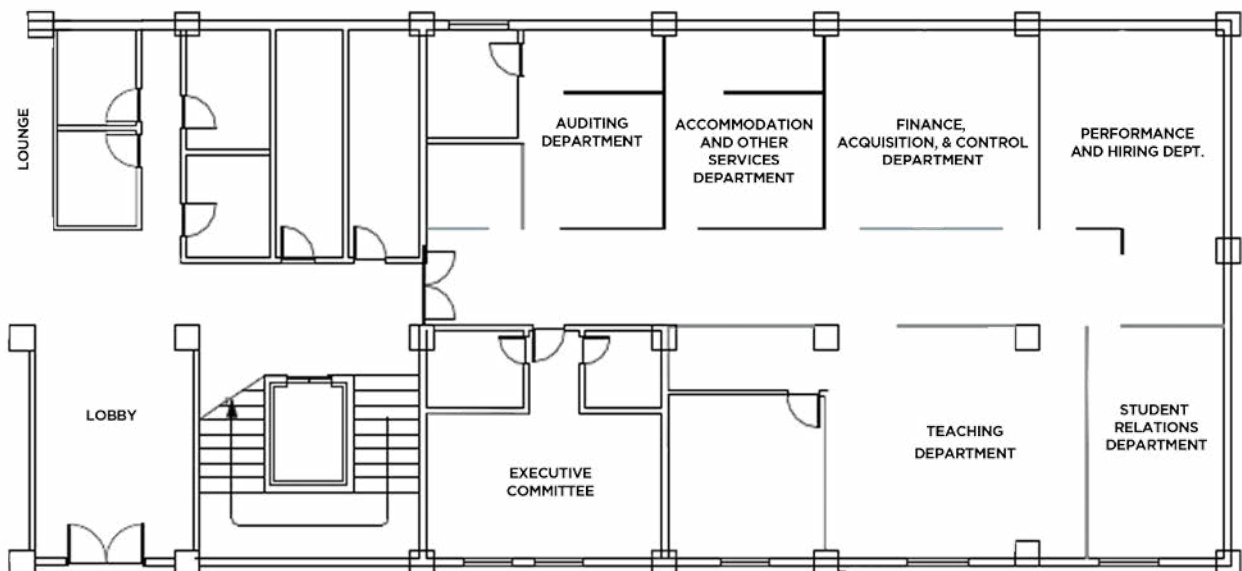 LOUNGE
AUDITING
DEPARTMENT
ACCOMMODATION
AND OTHER
SERVICES
DEPARTMENT
FINANCE,
ACQUISITION, & CONTROL
DEPARTMENT
PERFORMANCE
AND HIRING DEPT.
LOBBY
EXECUTIVE
COMMITTEE
TEACHING
DEPARTMENT
STUDENT
RELATIONS
DEPARTMENT